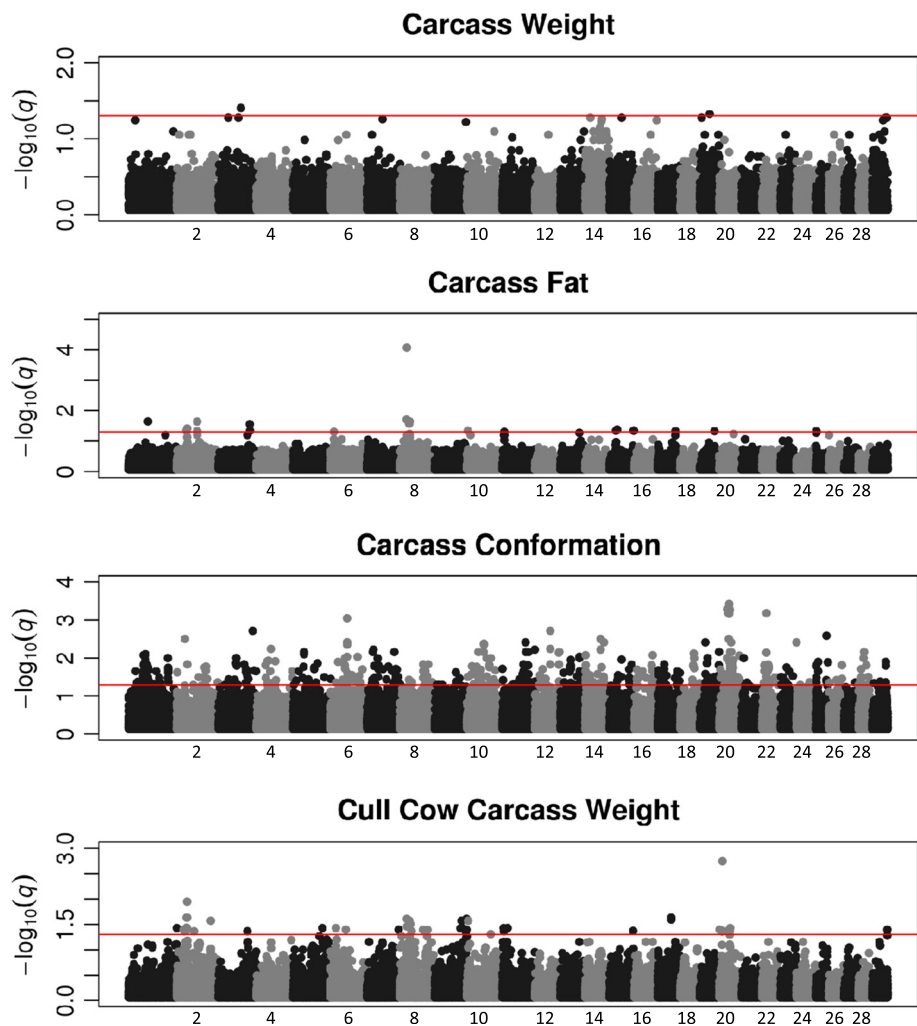 Carcass Weight
−log10(q)
2.0
1.0
0.0
2 4 6 8 10 12 14 16 18 20 22 24 26 28
Carcass Fat
−log10(q)
4
2
0
2 4 6 8 10 12 14 16 18 20 22 24 26 28
Carcass Conformation
−log10(q)
4
3
2
1
0
2 4 6 8 10 12 14 16 18 20 22 24 26 28
Cull Cow Carcass Weight
−log10(q)
3.0
1.5
0.0
2 4 6 8 10 12 14 16 18 20 22 24 26 28